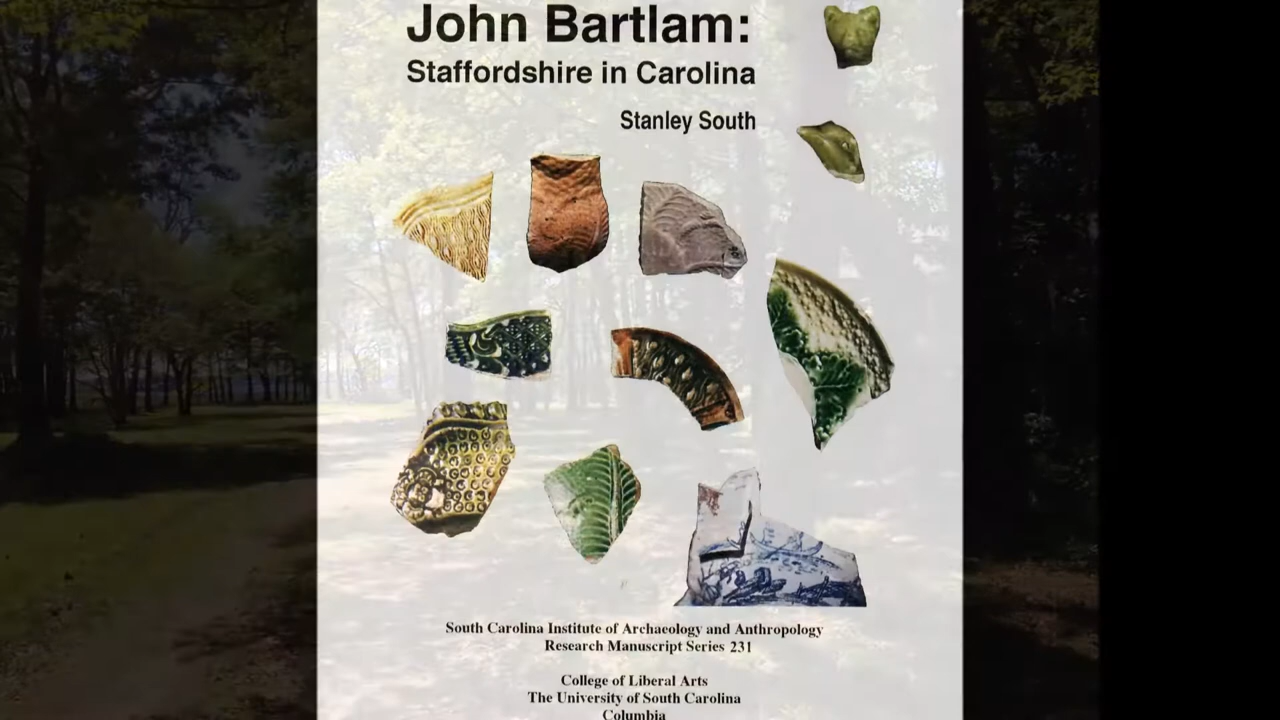 John Bartlam:
Staffordshire in Carolina
Stanley South
South Carolina Institute of Archaeology and Anthropology
Research Manuscript Series 231
College of Liberal Arts
The University of South Carolina
Columbia